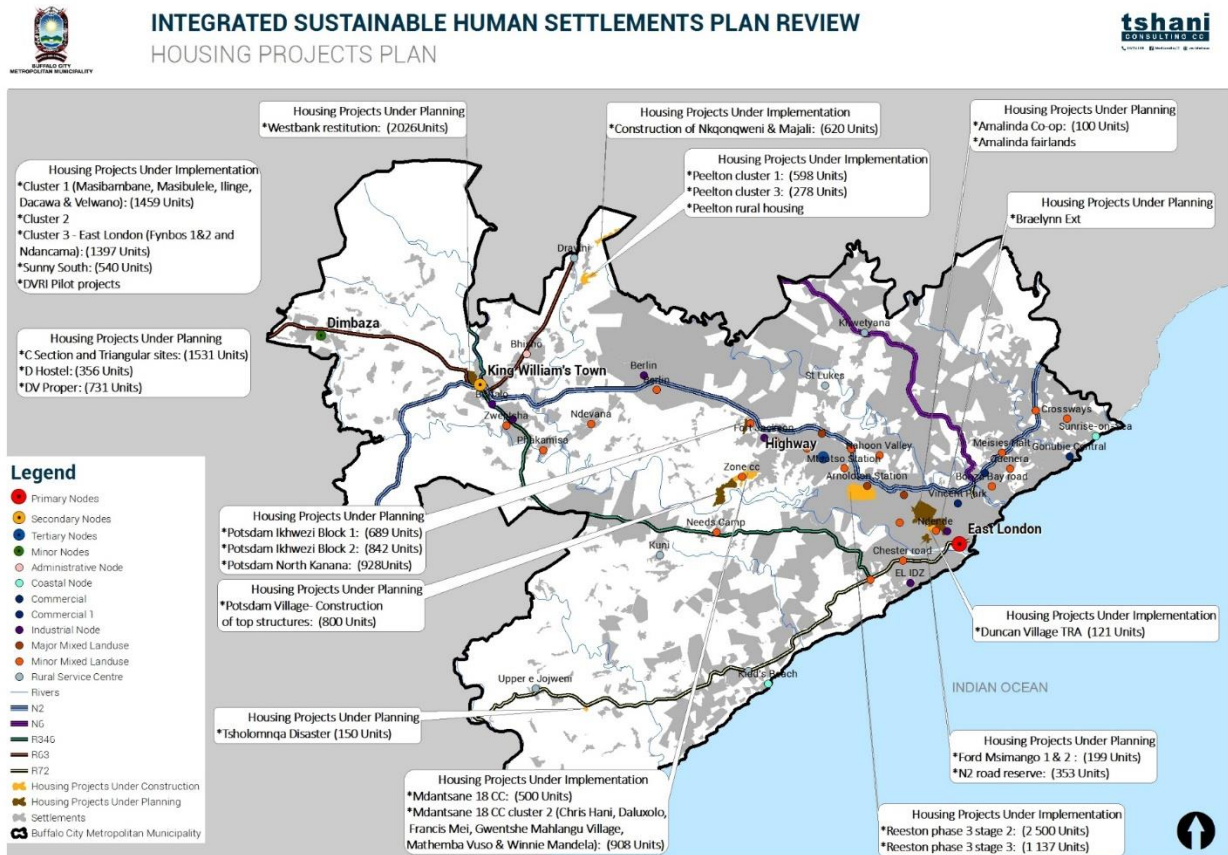 INTEGRATED SUSTAINABLE HUMAN SETTLEMENTS PLAN REVIEW
HOUSING PROJECTS PLAN
BUFFALO CITY
METROPOLITAN MUNICIPALITY
tshani
CONSULTING CC
Housing Projects Under Planning
*Westbank restitution: (2026Units)
Housing Projects Under Implementation
*Construction of Nkqonqweni & Majali: (620 Units)
Housing Projects Under Planning
*Amalinda Co-op: (100 Units)
*Amalinda fairlands
Housing Projects Under Implementation
*Cluster 1 (Masibambane, Masibulele, Ilinge,
Dacawa & Velwano): (1459 Units)
*Cluster 2
*Cluster 3 - East London (Fynbos 1&2 and
Ndancama): (1397 Units)
*Sunny South: (540 Units)
*DVRI Pilot projects
Housing Projects Under Implementation
*Peelton cluster 1: (598 Units)
*Peelton cluster 3: (278 Units)
*Peelton rural housing
Housing Projects Under Planning
*Braelynn Ext
Housing Projects Under Planning
*C Section and Triangular sites: (1531 Units)
*D Hostel: (356 Units)
*DV Proper: (731 Units)
Dimbaza
Bhisho
King William's Town
Zwelitsha
Phakamisa
Ndevana
Berlin
Berlin
St Lukes
Kwetyana
Crossways
Sunrise-on-Sea
Gonubie Central
Meisies Halt
Quenera
Bonza Bay road
Fort Jackson
Highway
Nahoon Valley
Mtsotso Station
Arnoldton Station
Vincent Park
Zone cc
Needs Camp
Kuni
East London
Chester road
EL IDZ
Kidd's Beach
Upper e Jojweni
INDIAN OCEAN
Legend
Primary Nodes
Secondary Nodes
Tertiary Nodes
Minor Nodes
Administrative Node
Coastal Node
Commercial
Commercial 1
Industrial Node
Major Mixed Landuse
Minor Mixed Landuse
Rural Service Centre
Rivers
N2
N6
R346
R63
R72
Housing Projects Under Construction
Housing Projects Under Planning
Settlements
Buffalo City Metropolitan Municipality
Housing Projects Under Planning
*Potsdam Ikhwezi Block 1: (689 Units)
*Potsdam Ikhwezi Block 2: (842 Units)
*Potsdam North Kanana: (928Units)
Housing Projects Under Planning
*Potsdam Village- Construction
of top structures: (800 Units)
Housing Projects Under Planning
*Tsholomnqa Disaster (150 Units)
Housing Projects Under Implementation
*Duncan Village TRA (121 Units)
Housing Projects Under Planning
*Ford Msimango 1 & 2 : (199 Units)
*N2 road reserve: (353 Units)
Housing Projects Under Implementation
*Mdantsane 18 CC: (500 Units)
*Mdantsane 18 CC cluster 2 (Chris Hani, Daluxolo,
Francis Mei, Gwentshe Mahlangu Village,
Mathemba Vuso & Winnie Mandela): (908 Units)
Housing Projects Under Implementation
*Reeston phase 3 stage 2: (2 500 Units)
*Reeston phase 3 stage 3: (1 137 Units)